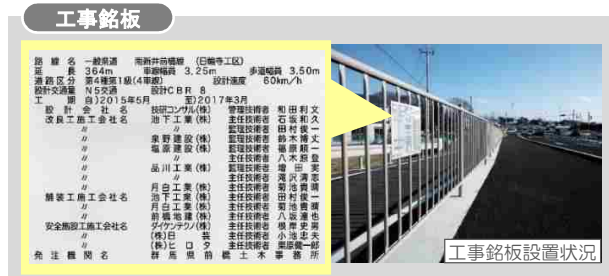 工事銘板
路線名 一般県道 南新井前橋線 (日輪寺工区)
延長 364m 車線幅員 3.25m 歩道幅員 3.50m
道路区分 第4種第1級(4車線) 設計速度 60km/h
設計交通量 N5交通 設計CBR 8
工期 自)2015年5月 至)2017年3月
設計会社名 技研コンサル(株) 管理技術者 和田利文
改良工施工会社名 池下工業(株) 主任技術者 石坂和久
〃 〃 監理技術者 田村俊一
〃 泉野建設(株) 監理技術者 鈴木博文
〃 塩原建設(株) 監理技術者 篠原順一
〃 〃 主任技術者 八木原登
〃 品川工業(株) 監理技術者 増田実
〃 〃 主任技術者 滝沢清志
〃 月白工業(株) 主任技術者 菊池貴晴
舗装工施工会社名 池下工業(株) 主任技術者 田村俊一
〃 月白工業(株) 主任技術者 菊池貴晴
〃 前橋地建(株) 主任技術者 八坂達也
安全施設工施工会社名 ダイケンテクノ(株) 主任技術者 根岸史男
〃 (株)日芸 主任技術者 小池忠夫
〃 (株)ヒロタ 主任技術者 栗原健一郎
発注機関名 群馬県前橋土木事務所
工事銘板設置状況